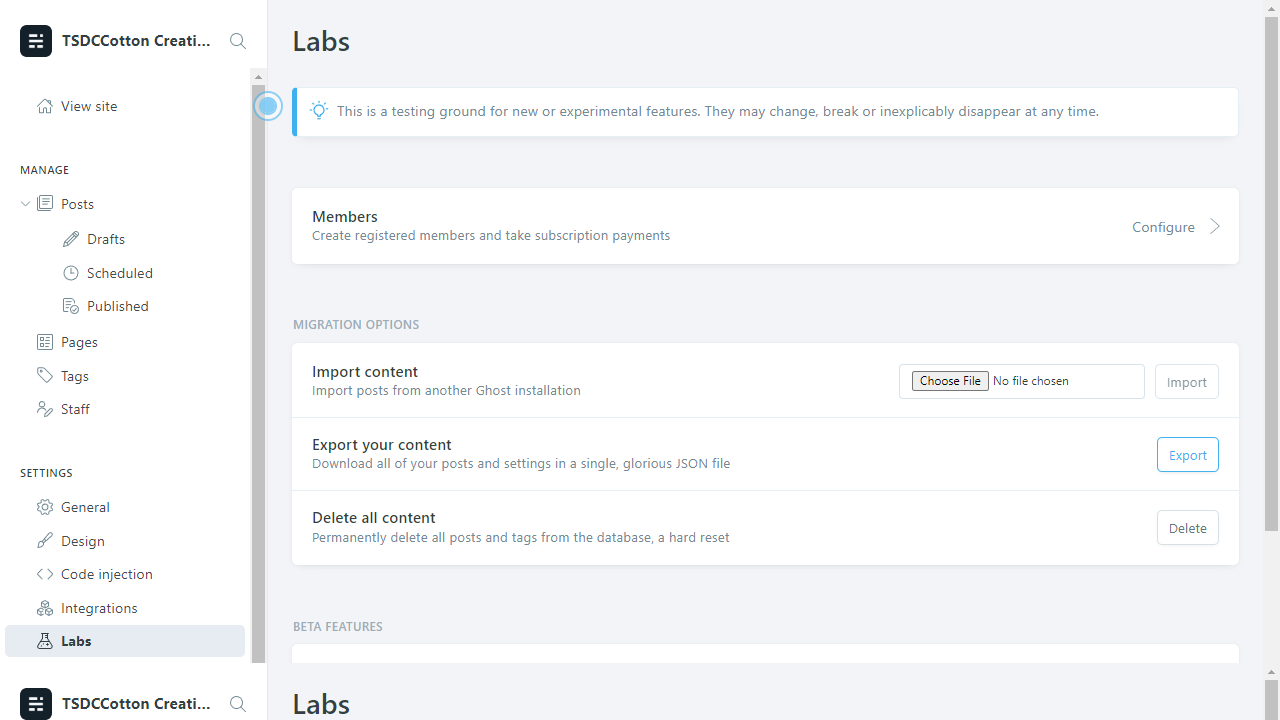 TSDCCotton Creati...
View site
MANAGE
Posts
Drafts
Scheduled
Published
Pages
Tags
Staff
SETTINGS
General
Design
Code injection
Integrations
Labs
TSDCCotton Creati...
Labs
This is a testing ground for new or experimental features. They may change, break or inexplicably disappear at any time.
Members
Create registered members and take subscription payments
Configure
MIGRATION OPTIONS
Import content
Import posts from another Ghost installation
Choose File No file chosen
Import
Export your content
Download all of your posts and settings in a single, glorious JSON file
Export
Delete all content
Permanently delete all posts and tags from the database, a hard reset
Delete
BETA FEATURES
Labs